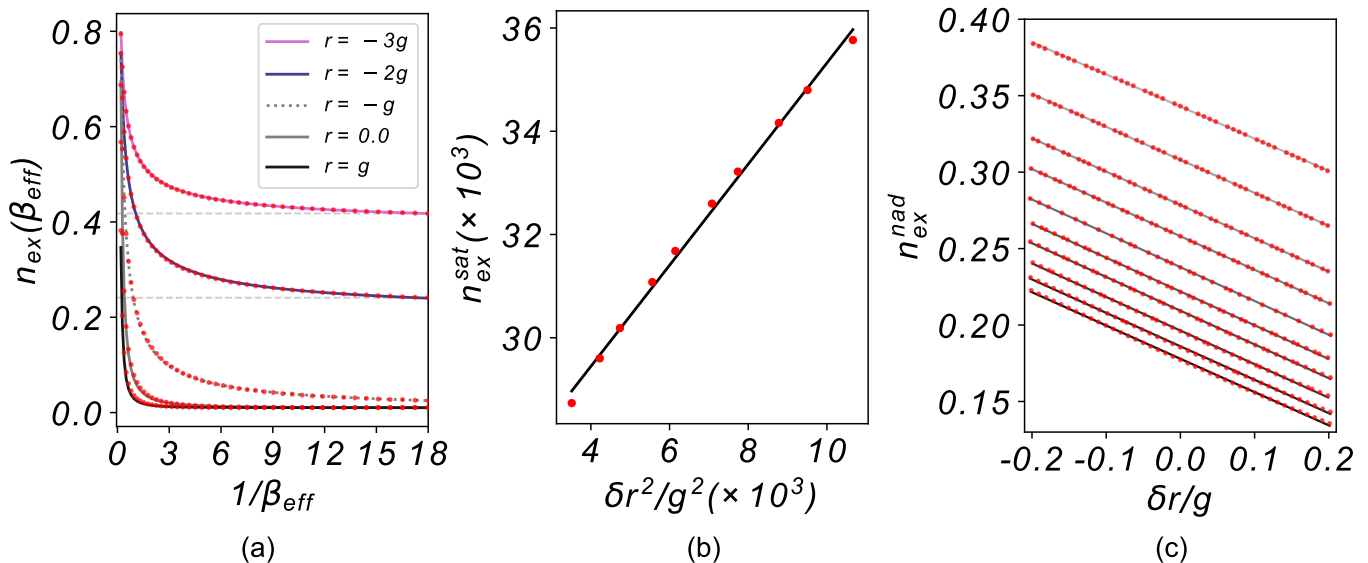 n_ex(β_eff)
0.8
0.6
0.4
0.2
0.0
r = −3g
r = −2g
r = −g
r = 0.0
r = g
0 3 6 9 12 15 18
1/β_eff
(a)
n_ex^sat (× 10^3)
36
34
32
30
4 6 8 10
δr^2/g^2(× 10^3)
(b)
n_ex^nad
0.40
0.35
0.30
0.25
0.20
0.15
-0.2 -0.1 0.0 0.1 0.2
δr/g
(c)